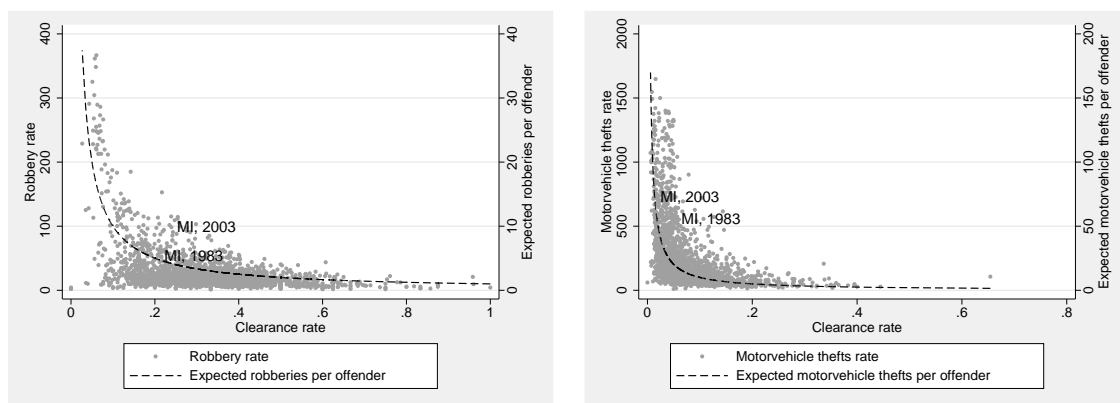 400
300
200
100
0
Robbery rate
40
30
20
10
0
Expected robberies per offender
MI, 2003
MI, 1983
0
.2
.4
.6
.8
1
Clearance rate
Robbery rate
Expected robberies per offender
2000
1500
1000
500
0
Motorvehicle thefts rate
200
150
100
50
0
Expected motorvehicle thefts per offender
MI, 2003
MI, 1983
0
.2
.4
.6
.8
Clearance rate
Motorvehicle thefts rate
Expected motorvehicle thefts per offender